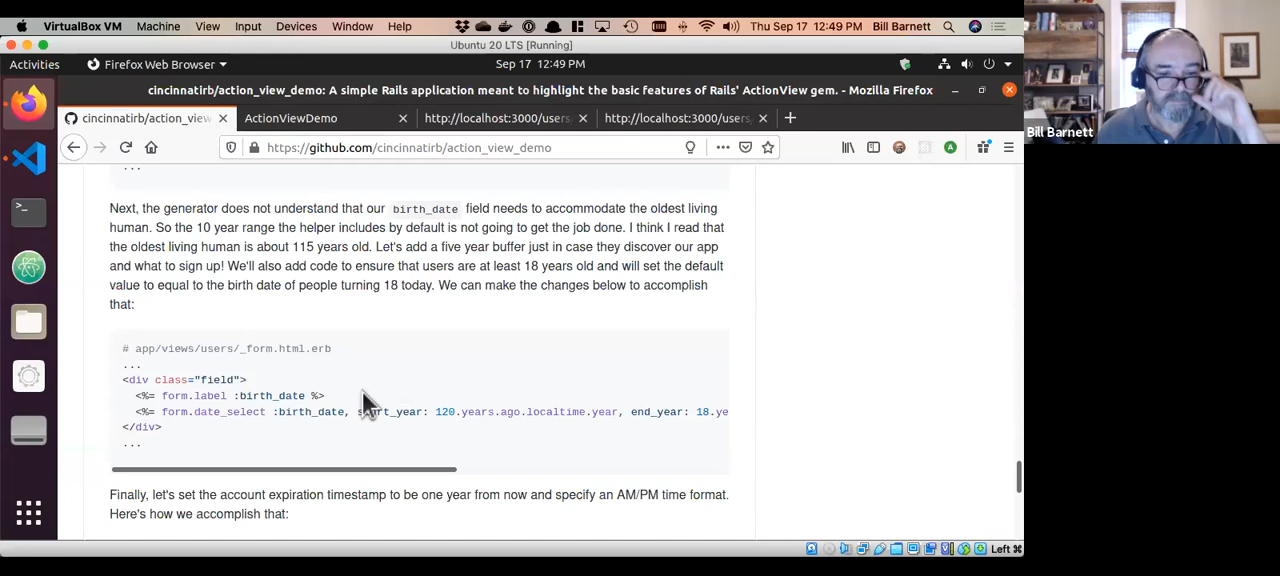 VirtualBox VM Machine View Input Devices Window Help Thu Sep 17 12:49 PM Bill Barnett
Ubuntu 20 LTS [Running]
Activities Firefox Web Browser Sep 17 12:49 PM
cincinnatirb/action_view_demo: A simple Rails application meant to highlight the basic features of Rails' ActionView gem. - Mozilla Firefox
cincinnatirb/action_view ActionViewDemo http://localhost:3000/users http://localhost:3000/users
https://github.com/cincinnatirb/action_view_demo
Bill Barnett
...
Next, the generator does not understand that our birth_date field needs to accommodate the oldest living
human. So the 10 year range the helper includes by default is not going to get the job done. I think I read that
the oldest living human is about 115 years old. Let's add a five year buffer just in case they discover our app
and what to sign up! We'll also add code to ensure that users are at least 18 years old and will set the default
value to equal to the birth date of people turning 18 today. We can make the changes below to accomplish
that:
# app/views/users/_form.html.erb
...
<div class="field">
<%= form.label :birth_date %>
<%= form.date_select :birth_date, start_year: 120.years.ago.localtime.year, end_year: 18.ye
</div>
...
Finally, let's set the account expiration timestamp to be one year from now and specify an AM/PM time format.
Here's how we accomplish that:
Left ⌘